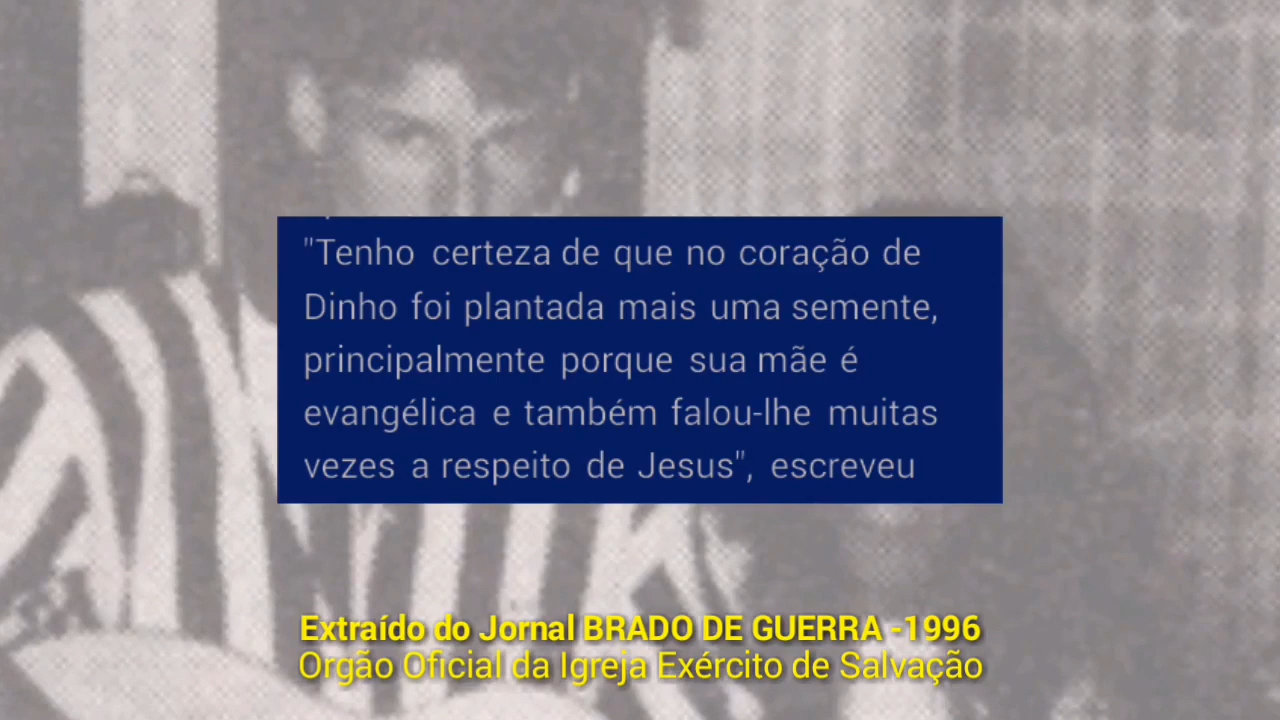 "Tenho certeza de que no coração de
Dinho foi plantada mais uma semente,
principalmente porque sua mãe é
evangélica e também falou-lhe muitas
vezes a respeito de Jesus", escreveu
Extraído do Jornal BRADO DE GUERRA -1996
Orgão Oficial da Igreja Exército de Salvação